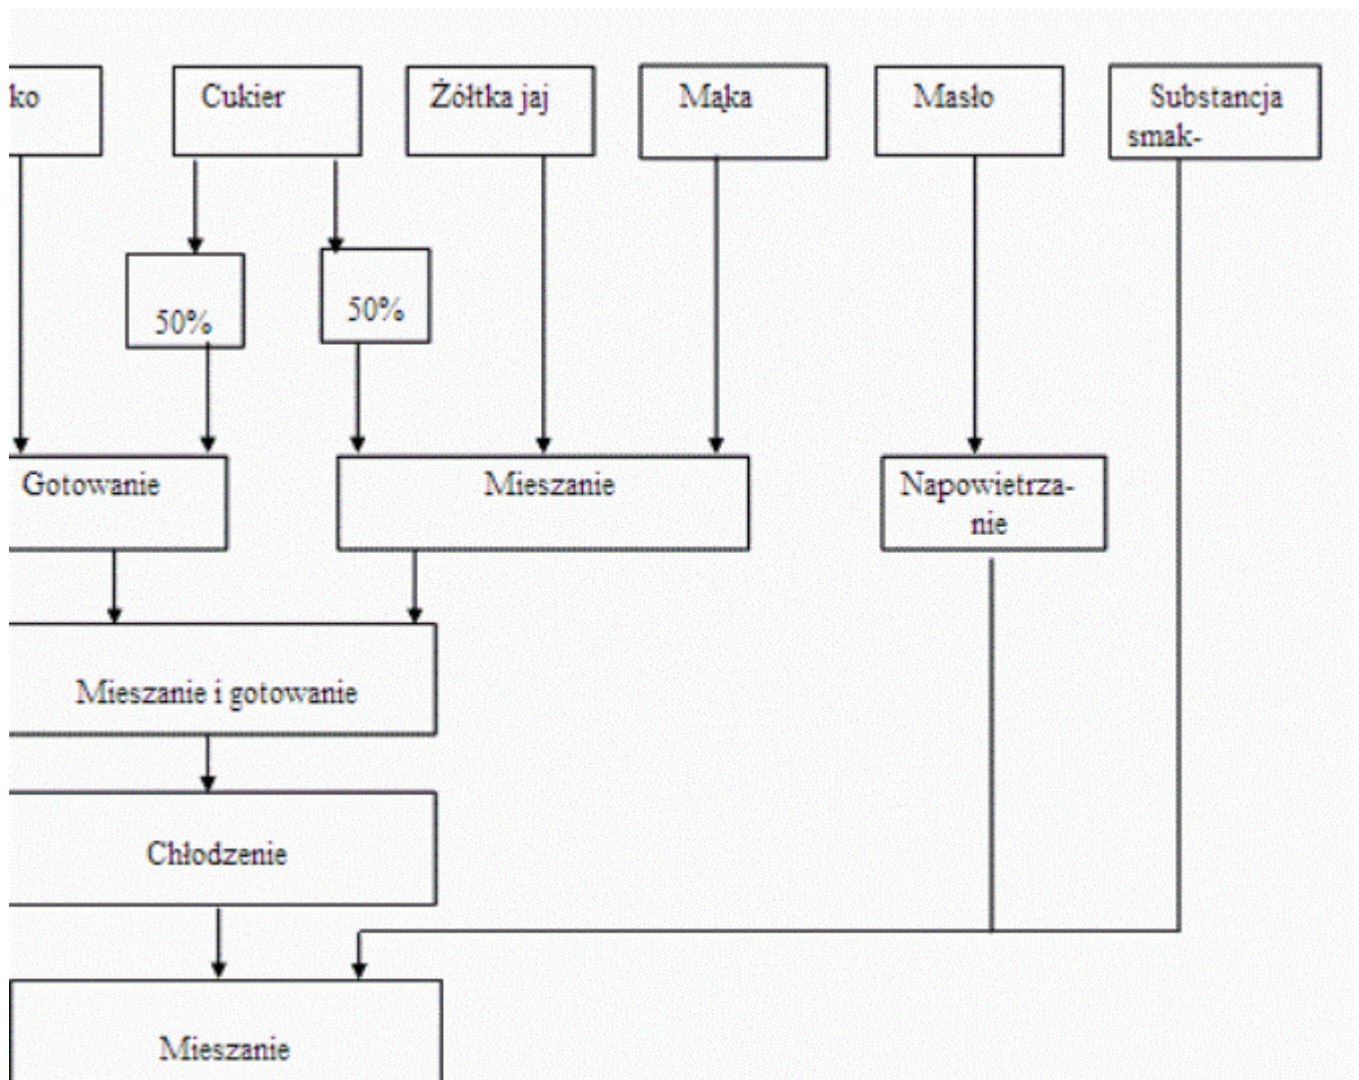 ko
Cukier
Żółtka jaj
Mąka
Masło
Substancja
smak-
50%
50%
Gotowanie
Mieszanie
Napowietrza-
nie
Mieszanie i gotowanie
Chłodzenie
Mieszanie